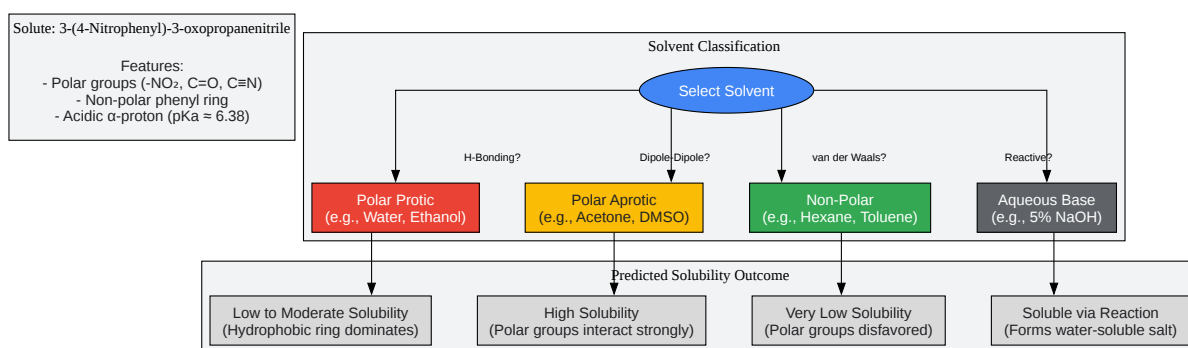 Solute: 3-(4-Nitrophenyl)-3-oxopropanenitrile
Features:
- Polar groups (-NO₂, C=O, C≡N)
- Non-polar phenyl ring
- Acidic α-proton (pKa ≈ 6.38)
Solvent Classification
Select Solvent
H-Bonding?
Dipole-Dipole?
van der Waals?
Reactive?
Polar Protic
(e.g., Water, Ethanol)
Polar Aprotic
(e.g., Acetone, DMSO)
Non-Polar
(e.g., Hexane, Toluene)
Aqueous Base
(e.g., 5% NaOH)
Predicted Solubility Outcome
Low to Moderate Solubility
(Hydrophobic ring dominates)
High Solubility
(Polar groups interact strongly)
Very Low Solubility
(Polar groups disfavored)
Soluble via Reaction
(Forms water-soluble salt)